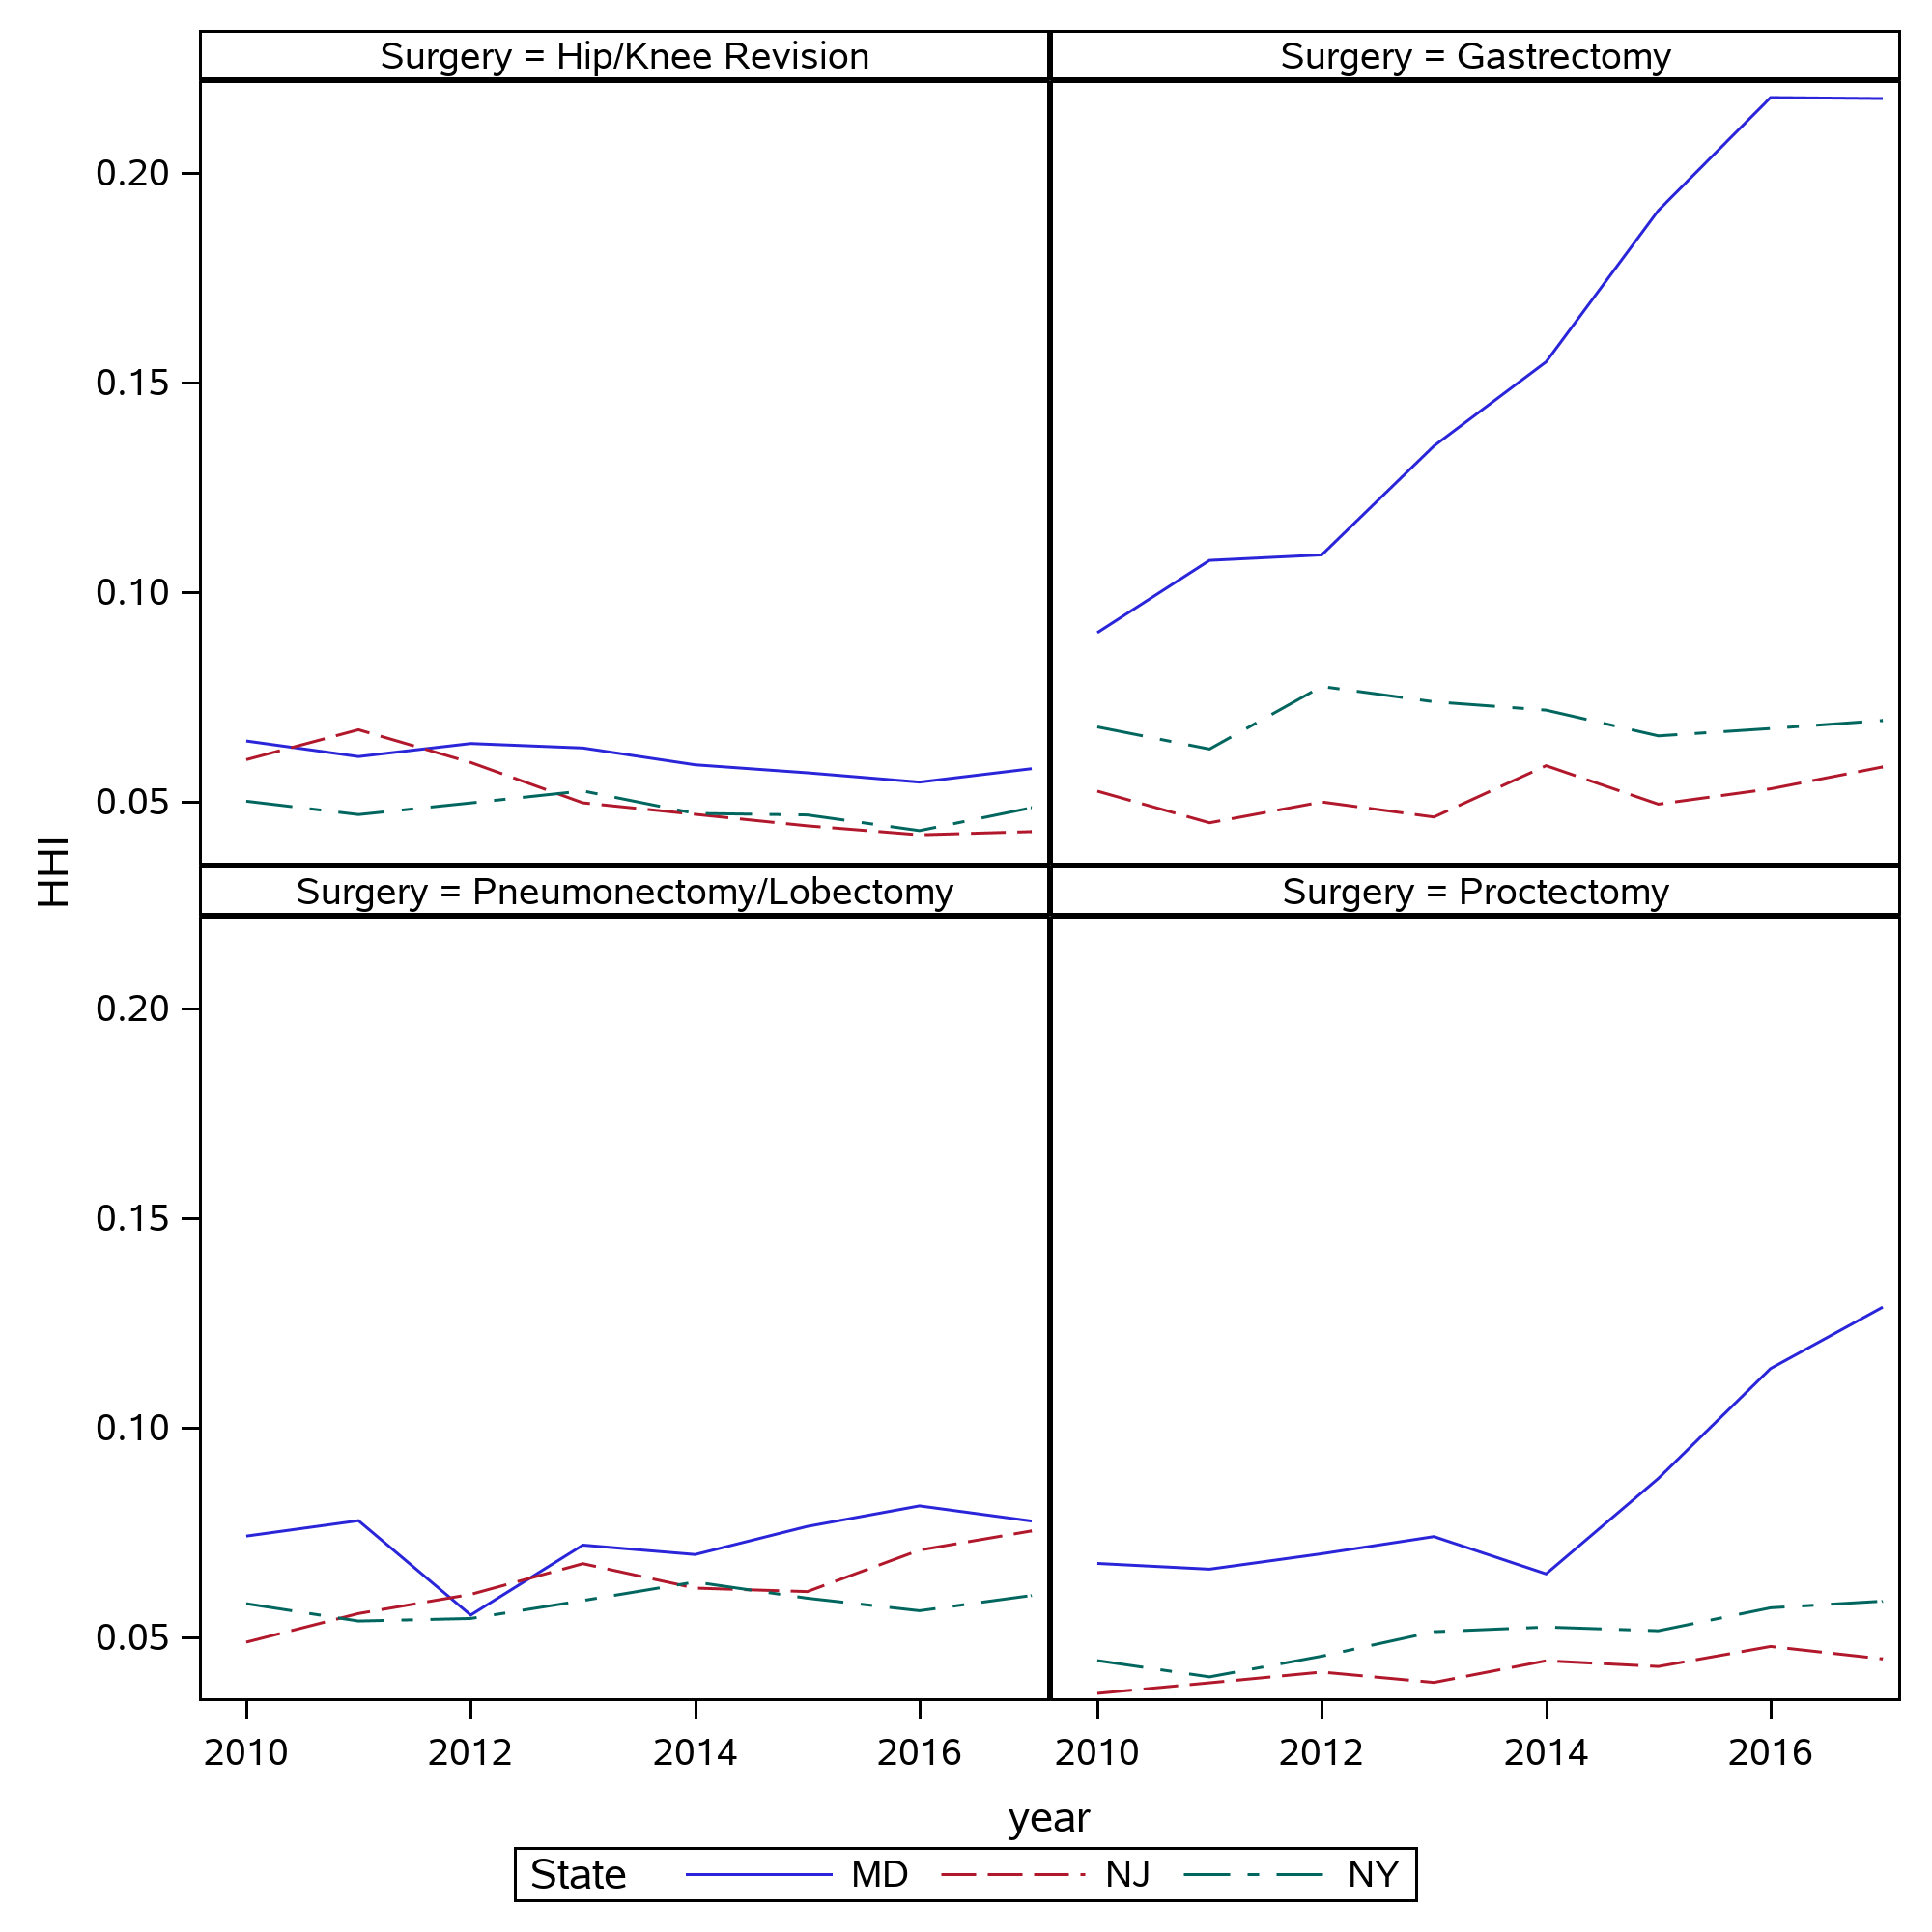 Surgery = Hip/Knee Revision
Surgery = Gastrectomy
0.20
0.15
0.10
0.05
HHI
Surgery = Pneumonectomy/Lobectomy
Surgery = Proctectomy
0.20
0.15
0.10
0.05
2010 2012 2014 2016 2010 2012 2014 2016
year
State MD NJ NY